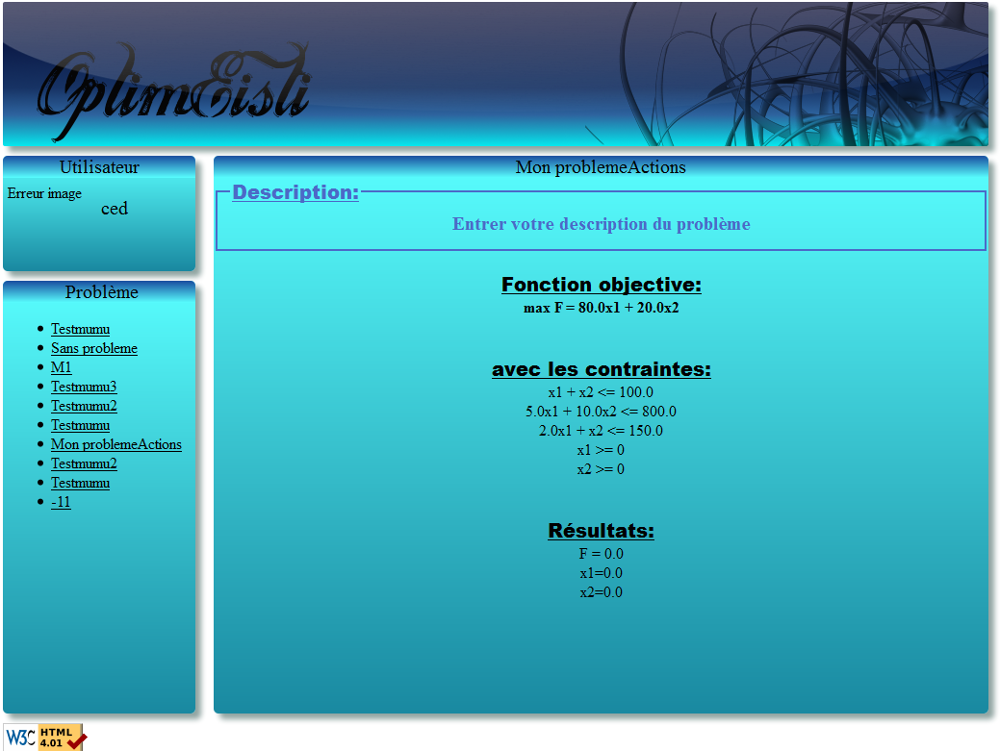 OptimEisti
Utilisateur
Erreur image
ced
Problème
Testmumu
Sans probleme
M1
Testmumu3
Testmumu2
Testmumu
Mon problemeActions
Testmumu2
Testmumu
-11
Mon problemeActions
Description:
Entrer votre description du problème
Fonction objective:
max F = 80.0x1 + 20.0x2
avec les contraintes:
x1 + x2 <= 100.0
5.0x1 + 10.0x2 <= 800.0
2.0x1 + x2 <= 150.0
x1 >= 0
x2 >= 0
Résultats:
F = 0.0
x1=0.0
x2=0.0
W3C HTML
4.01